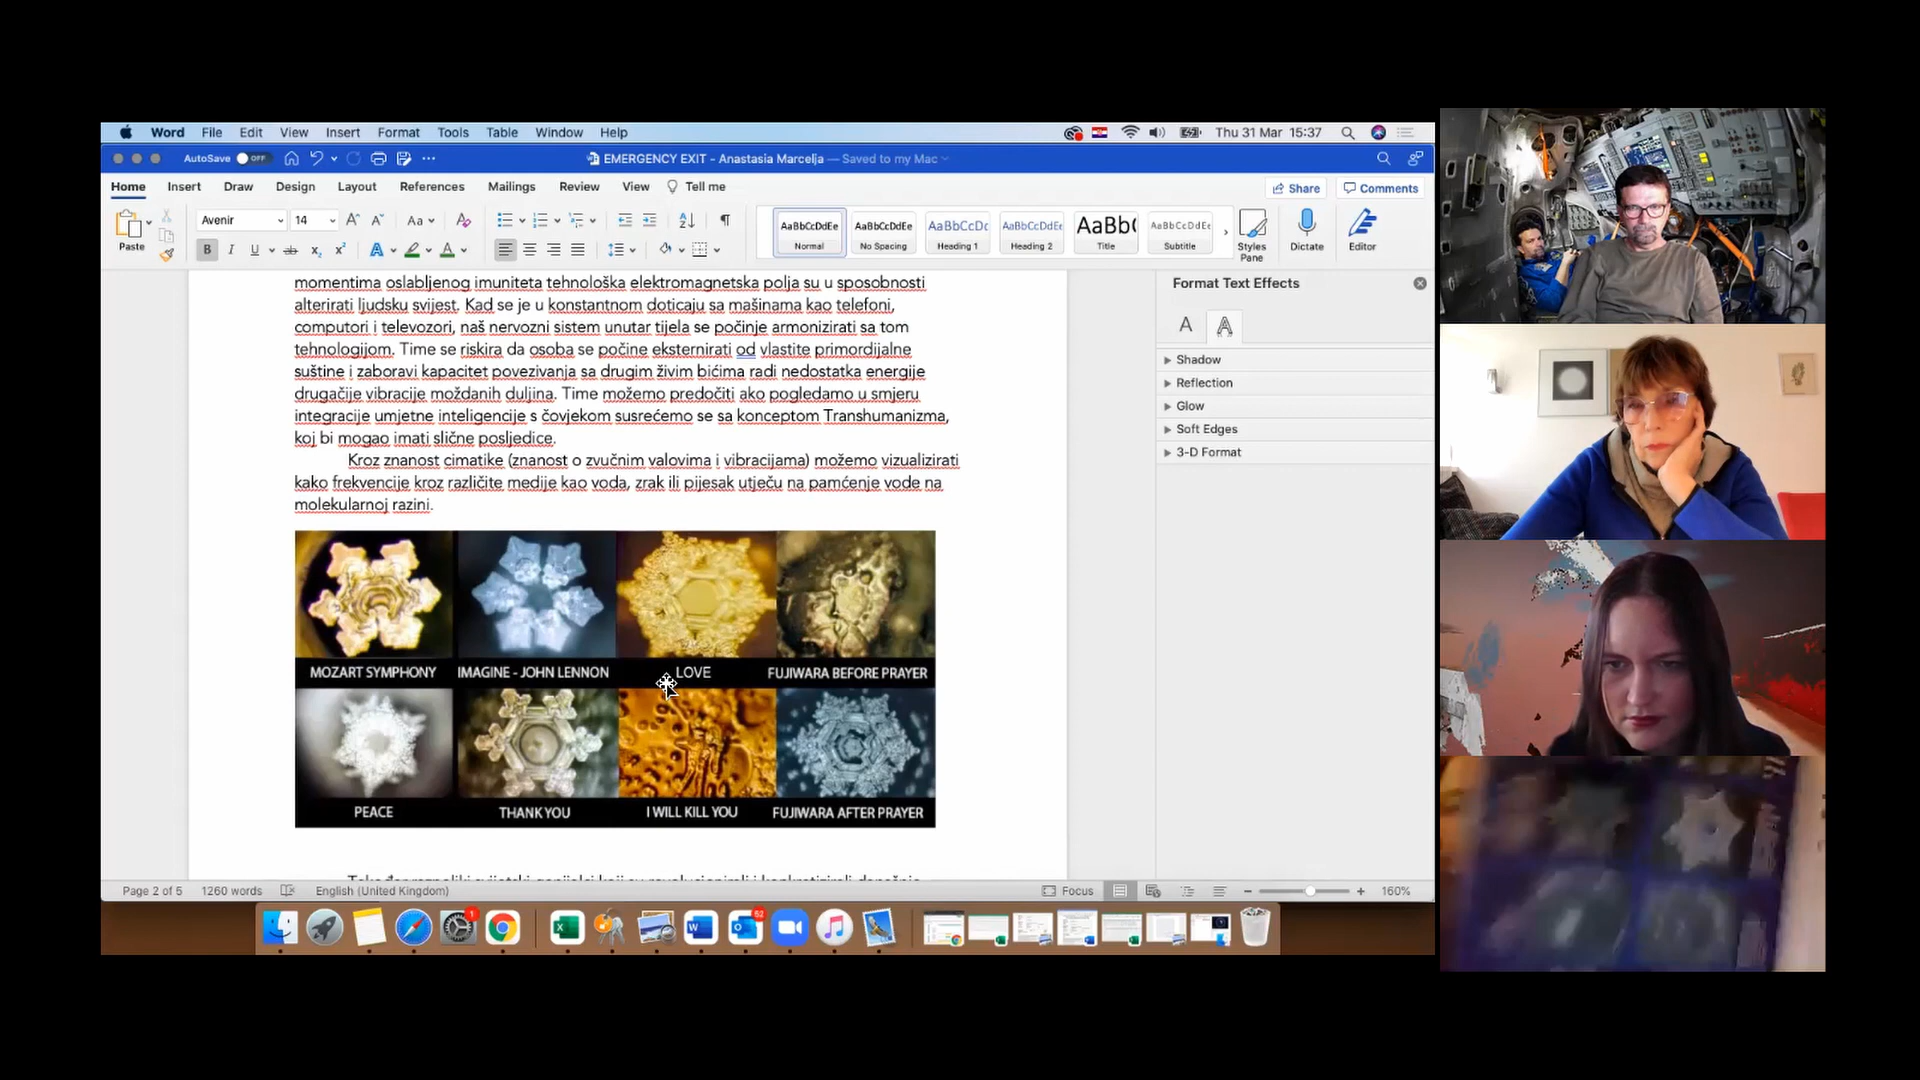 Word File Edit View Insert Format Tools Table Window Help Thu 31 Mar 15:37
AutoSave OFF EMERGENCY EXIT - Anastasia Marcelja — Saved to my Mac
Home Insert Draw Design Layout References Mailings Review View Tell me Share Comments
Paste Avenir 14 Aa
B I U ab x₂ x² A A
AaBbCcDdEe AaBbCcDdEe AaBbCcDc AaBbCcDdEe AaBb( AaBbCcDdEe
Normal No Spacing Heading 1 Heading 2 Title Subtitle
Styles Pane Dictate Editor
momentima oslabljenog imuniteta tehnološka elektromagnetska polja su u sposobnosti
alterirati ljudsku svijest. Kad se je u konstantnom doticaju sa mašinama kao telefoni,
computori i televozori, naš nervozni sistem unutar tijela se počinje armonizirati sa tom
tehnologijom. Time se riskira da osoba se počine eksternirati od vlastite primordijalne
suštine i zaboravi kapacitet povezivanja sa drugim živim bićima radi nedostatka energije
drugačije vibracije moždanih duljina. Time možemo predočiti ako pogledamo u smjeru
integracije umjetne inteligencije s čovjekom susrećemo se sa konceptom Transhumanizma,
koj bi mogao imati slične posljedice.
Kroz znanost cimatike (znanost o zvučnim valovima i vibracijama) možemo vizualizirati
kako frekvencije kroz različite medije kao voda, zrak ili pijesak utječu na pamćenje vode na
molekularnoj razini.
MOZART SYMPHONY IMAGINE - JOHN LENNON LOVE FUJIWARA BEFORE PRAYER
PEACE THANK YOU I WILL KILL YOU FUJIWARA AFTER PRAYER
Format Text Effects
A A
Shadow
Reflection
Glow
Soft Edges
3-D Format
Page 2 of 5 1260 words English (United Kingdom) Focus 160%
1 52